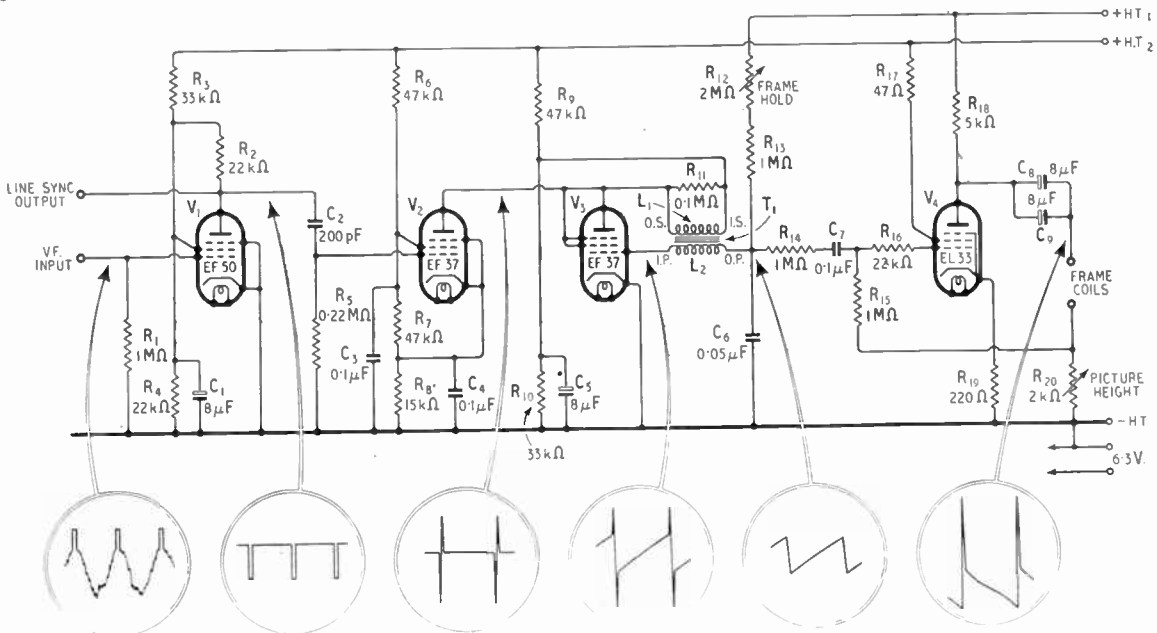 +HT1
+H.T2
R3
33kΩ
R6
47kΩ
R9
47kΩ
R12
2MΩ
FRAME
HOLD
R17
47Ω
R18
5kΩ
R2
22kΩ
R13
1MΩ
C8 8μF
8μF
C9
LINE SYNC
OUTPUT
V1
C2
200pF
V2
V3
R11
0·1MΩ
L1
O.S.
I.S.
T1
V4
V.F.
INPUT
EF 50
EF 37
EF 37
I.P.
L2
O.P.
R14
1MΩ
C7
0·1μF
R16
22kΩ
EL 33
FRAME
COILS
R1
1MΩ
R5
0·22MΩ
R7
47kΩ
R15
1MΩ
C3
0·1μF
C6
0·05μF
R4
22kΩ
C1
8μF
R8
15kΩ
C4
0·1μF
R10
33kΩ
C5
8μF
R19
220Ω
R20
2kΩ
PICTURE
HEIGHT
-HT
6·3V.